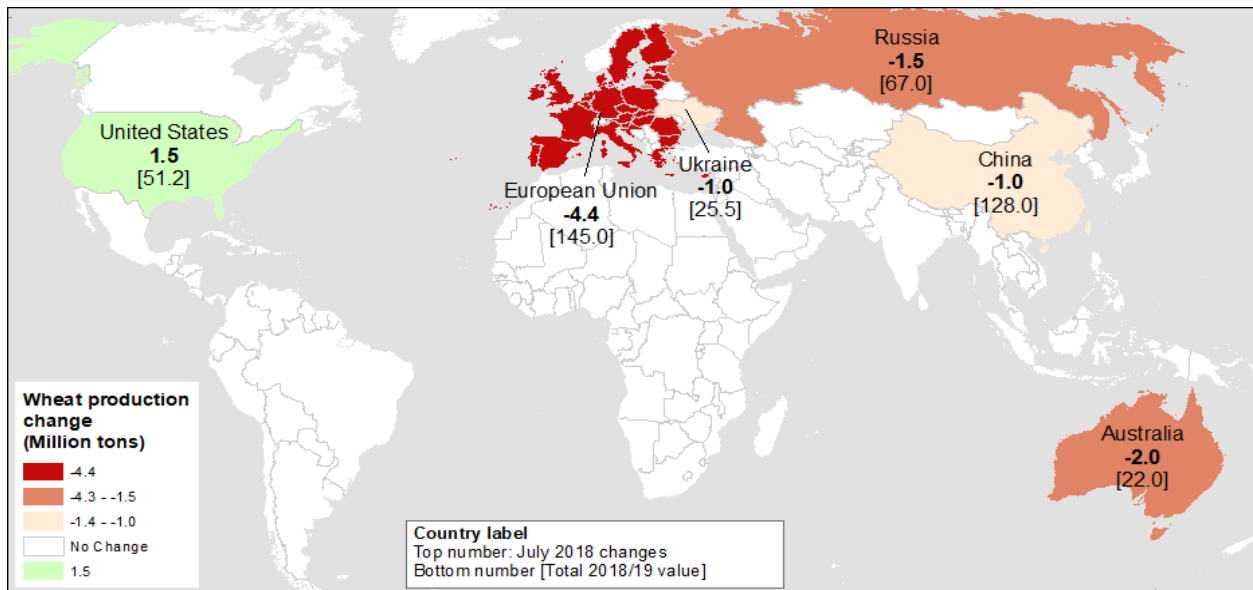 Russia
-1.5
[67.0]
United States
1.5
[51.2]
European Union
-4.4
[145.0]
Ukraine
-1.0
[25.5]
China
-1.0
[128.0]
Australia
-2.0
[22.0]
Wheat production
change
(Million tons)
-4.4
-4.3 - -1.5
-1.4 - -1.0
No Change
1.5
Country label
Top number: July 2018 changes
Bottom number [Total 2018/19 value]